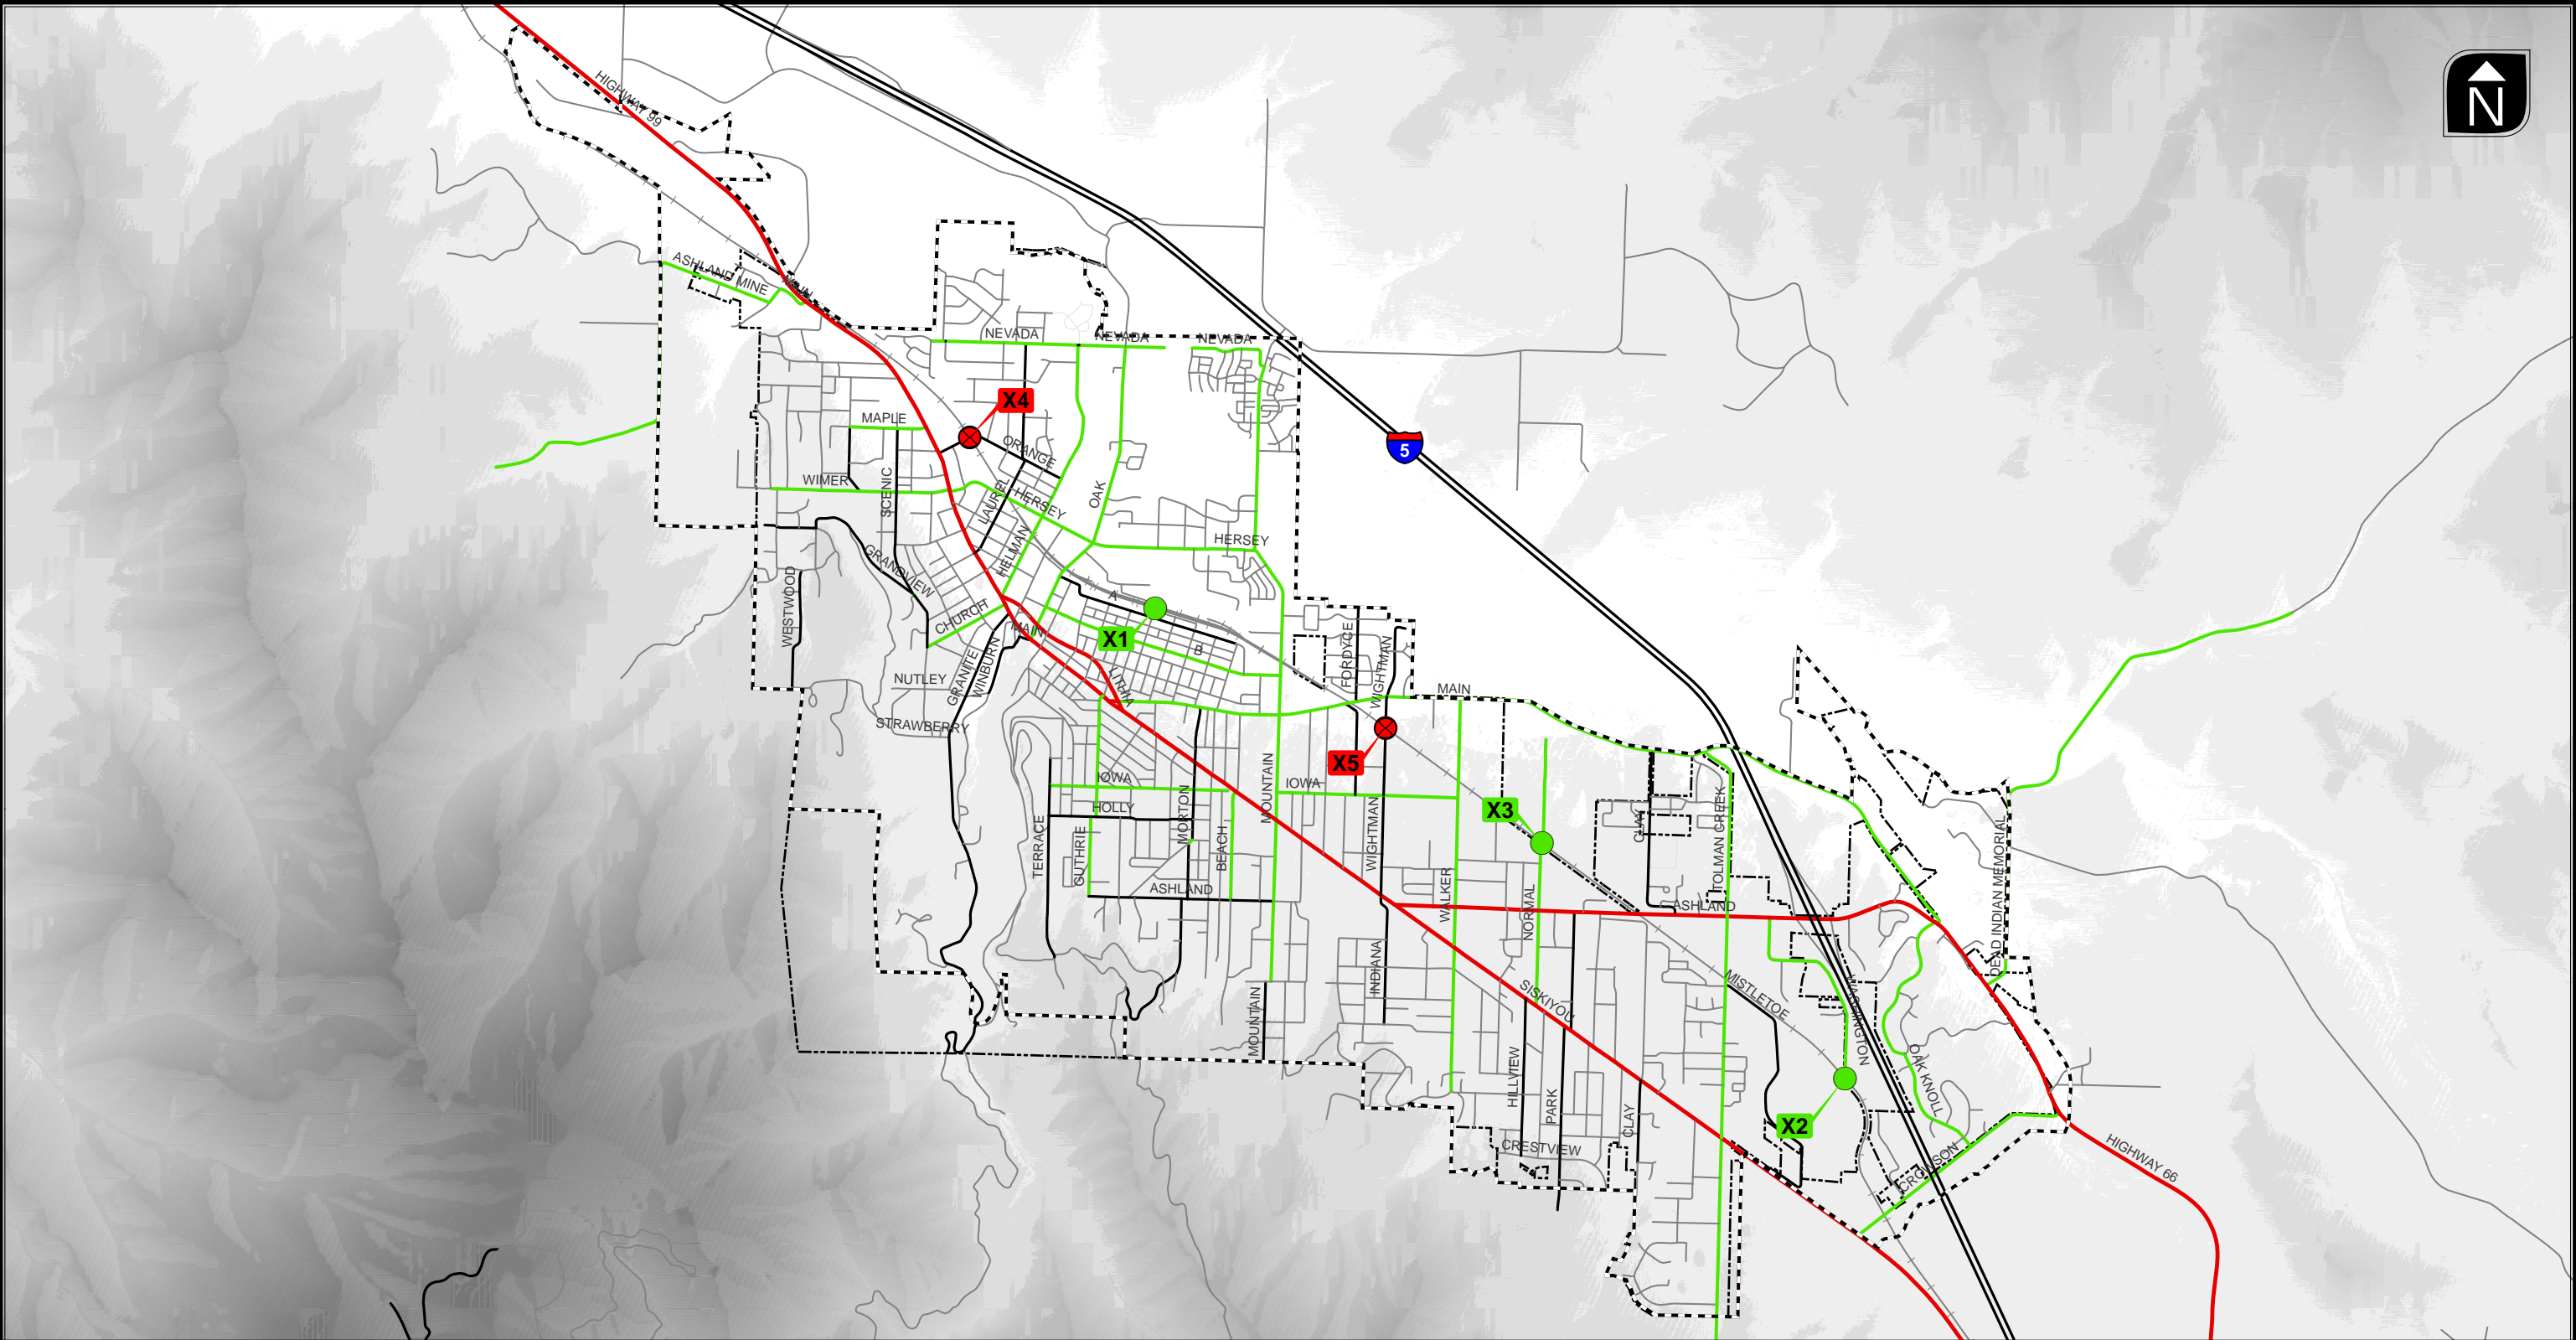 N
HIGHWAY 99
ASHLAND MINE
MAIN
NEVADA
NEVADA
NEVADA
X4
MAPLE
ORANGE
5
WIMER
SCENIC
LAUREL
HERSEY
OAK
HELMAN
HERSEY
GRANDVIEW
WESTWOOD
A
CHURCH
MAIN
X1
B
FORDYCE
WIGHTMAN
GRANITE
WINBURN
NUTLEY
LITHIA
MAIN
STRAWBERRY
X5
IOWA
MOUNTAIN
IOWA
HOLLY
MORTON
X3
CLAY
TOLMAN CREEK
TERRACE
GUTHRIE
BEACH
WIGHTMAN
DEAD INDIAN MEMORIAL
ASHLAND
WALKER
NORMAL
ASHLAND
INDIANA
SISKIYOU
MISTLETOE
WASHINGTON
MOUNTAIN
OAK KNOLL
HILLVIEW
PARK
CLAY
X2
CRESTVIEW
CROWSON
HIGHWAY 66